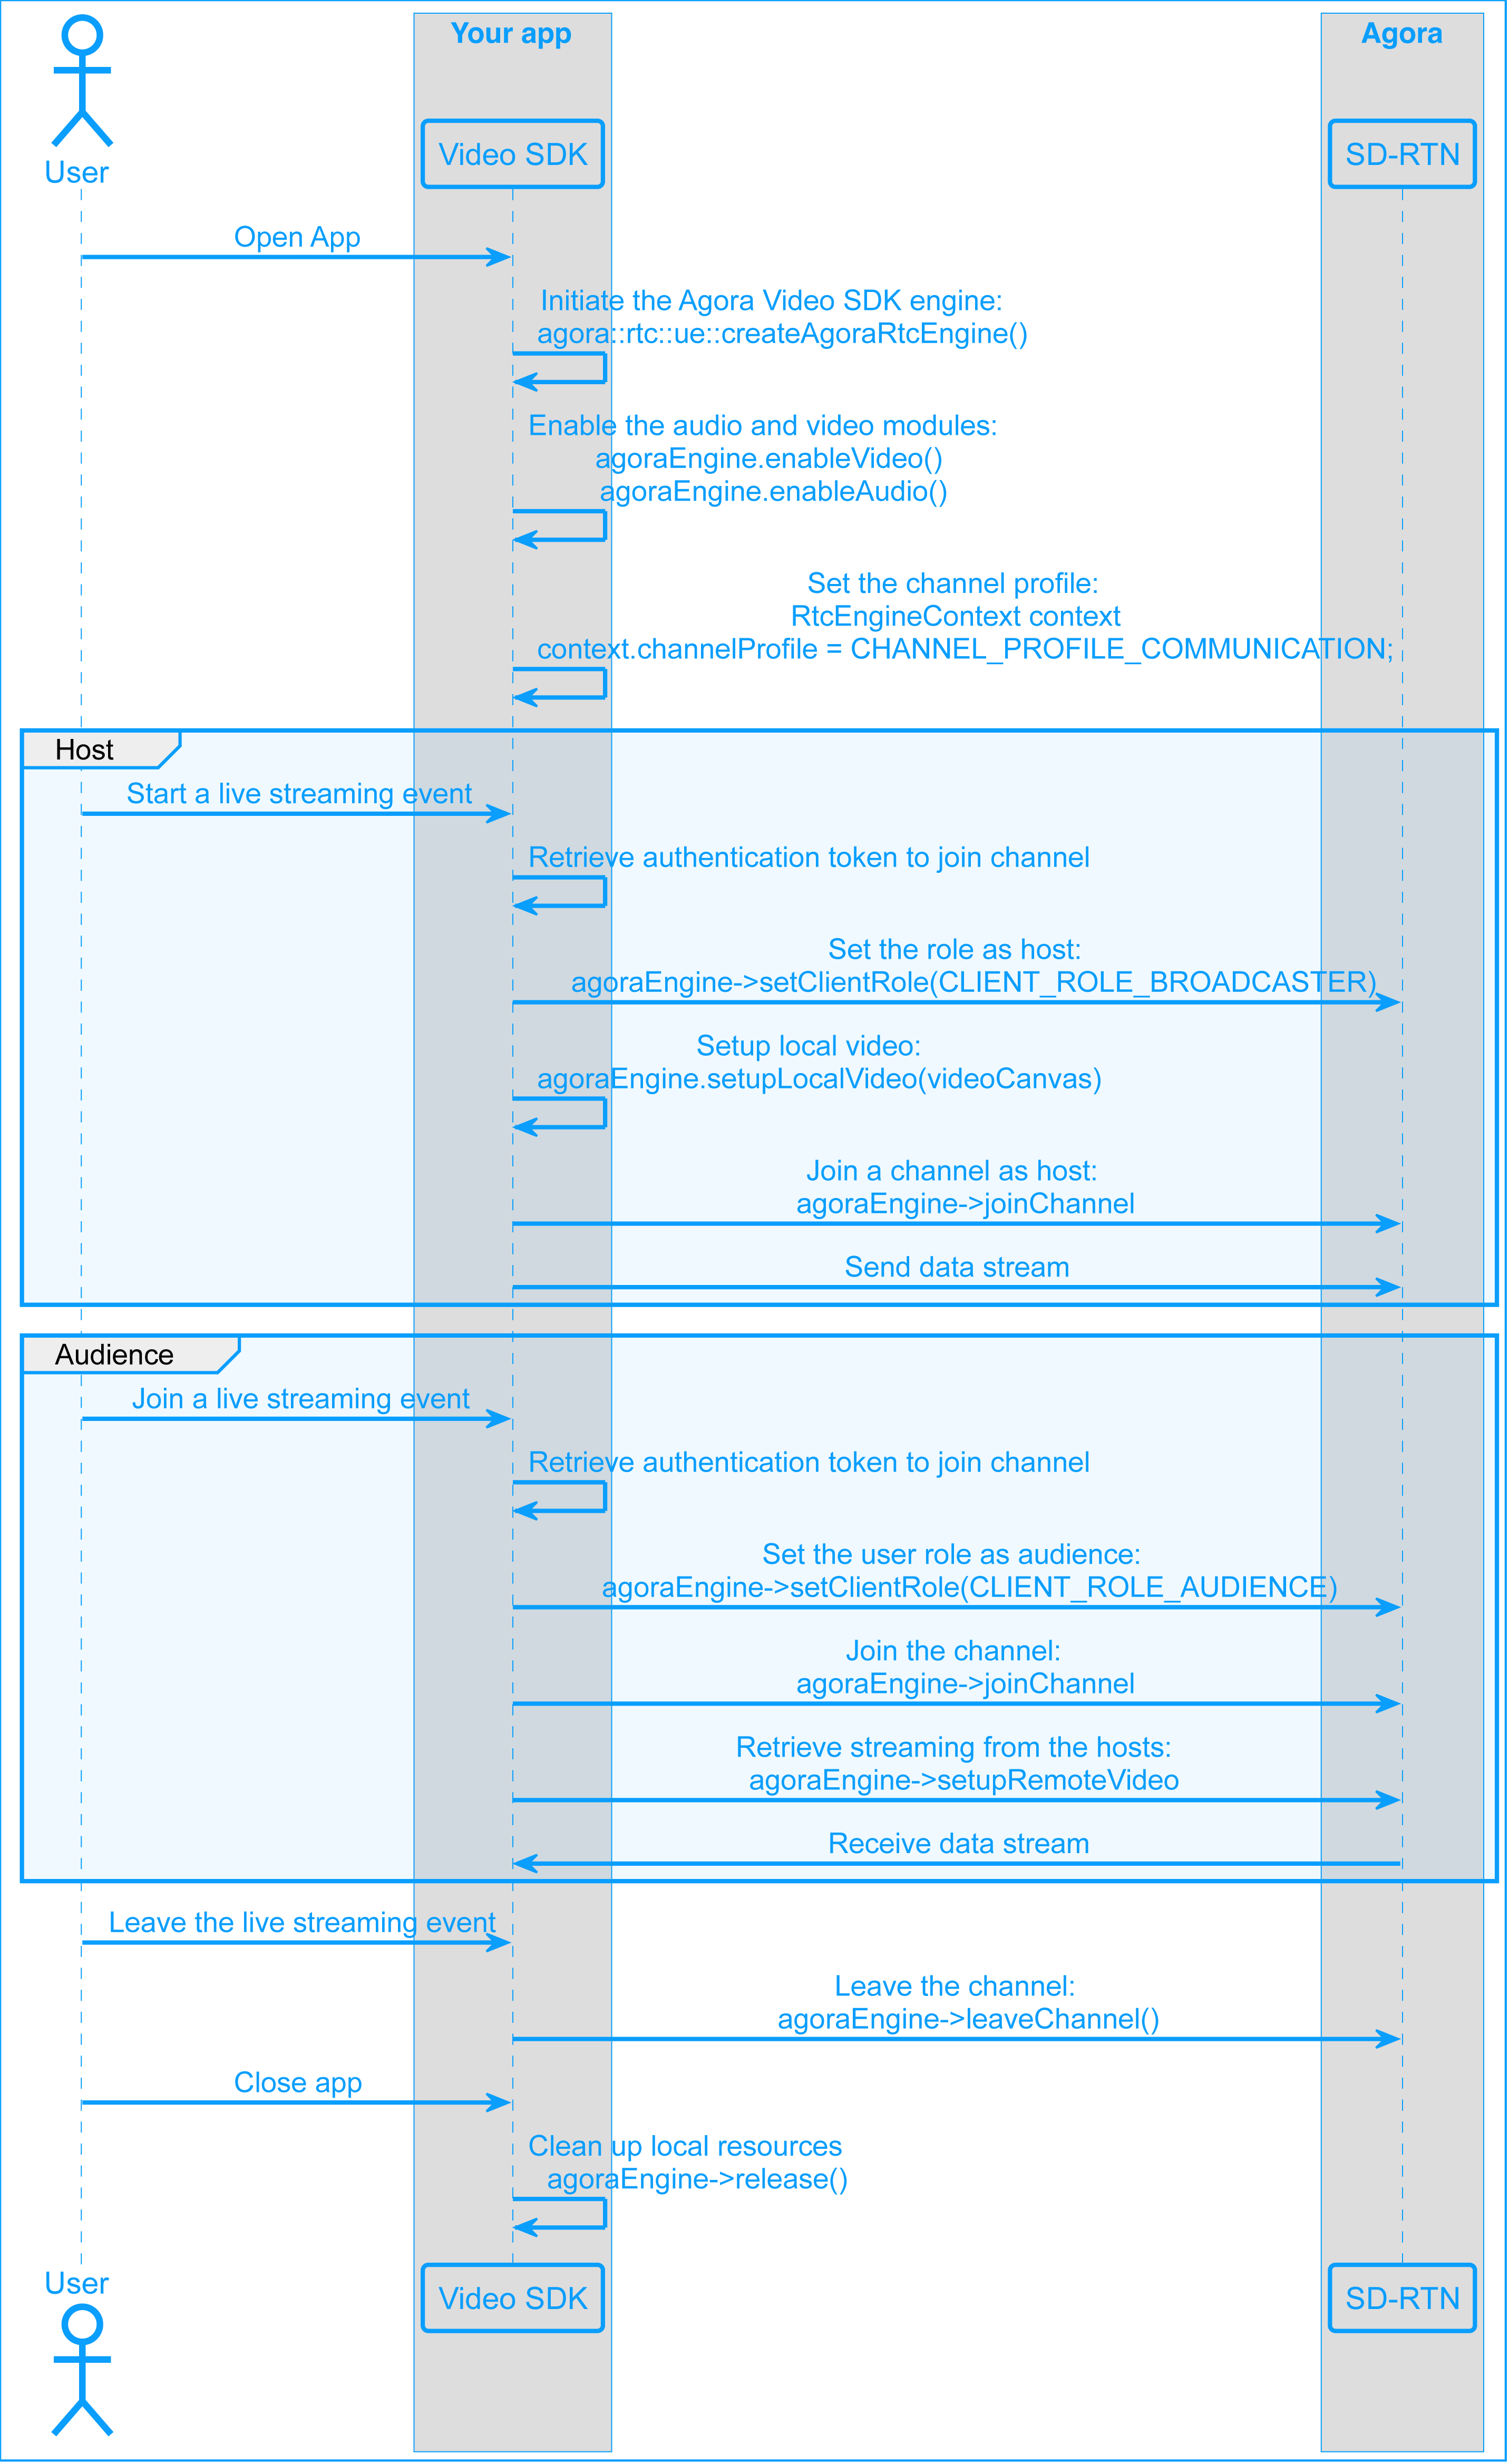 Your app
Agora
User
Video SDK
SD-RTN
Open App
Initiate the Agora Video SDK engine:
agora::rtc::ue::createAgoraRtcEngine()
Enable the audio and video modules:
agoraEngine.enableVideo()
agoraEngine.enableAudio()
Set the channel profile:
RtcEngineContext context
context.channelProfile = CHANNEL_PROFILE_COMMUNICATION;
Host
Start a live streaming event
Retrieve authentication token to join channel
Set the role as host:
agoraEngine->setClientRole(CLIENT_ROLE_BROADCASTER)
Setup local video:
agoraEngine.setupLocalVideo(videoCanvas)
Join a channel as host:
agoraEngine->joinChannel
Send data stream
Audience
Join a live streaming event
Retrieve authentication token to join channel
Set the user role as audience:
agoraEngine->setClientRole(CLIENT_ROLE_AUDIENCE)
Join the channel:
agoraEngine->joinChannel
Retrieve streaming from the hosts:
agoraEngine->setupRemoteVideo
Receive data stream
Leave the live streaming event
Leave the channel:
agoraEngine->leaveChannel()
Close app
Clean up local resources
agoraEngine->release()
User
Video SDK
SD-RTN